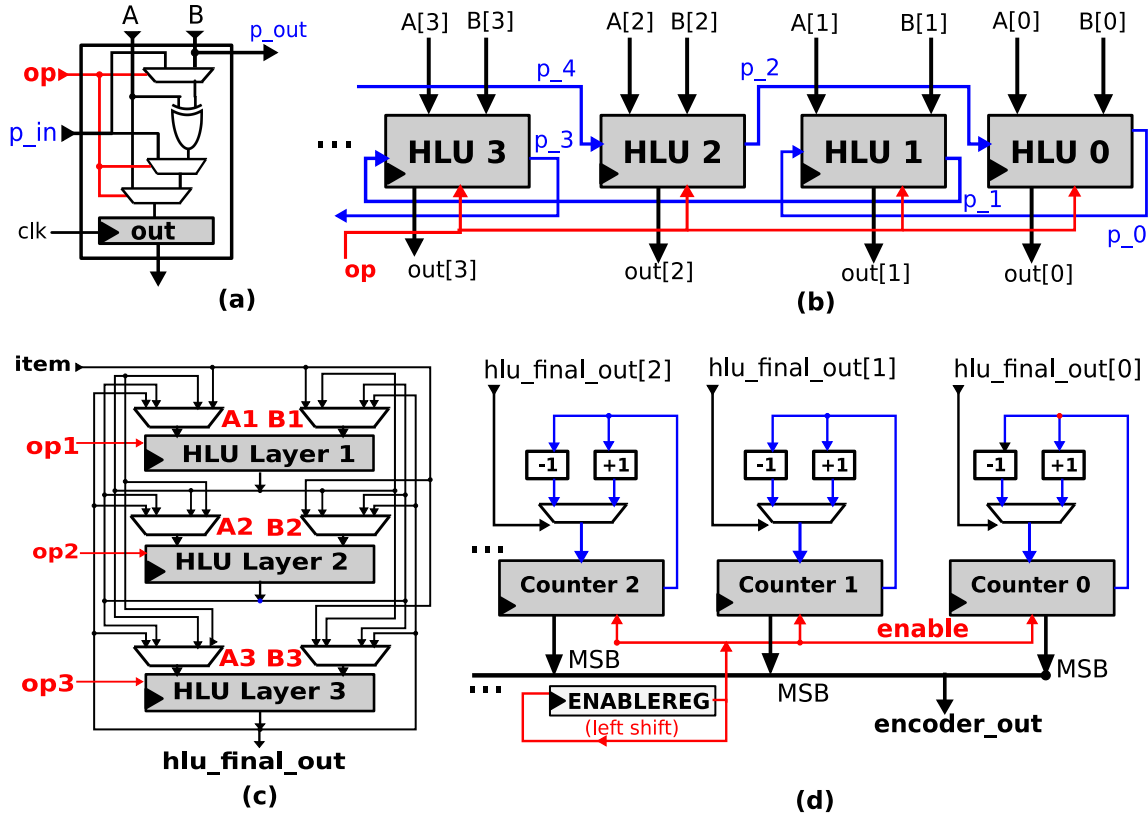 A B
p_out
op
p_in
clk
out
(a)
A[3] B[3] A[2] B[2] A[1] B[1] A[0] B[0]
p_4 p_2
p_3
... HLU 3 HLU 2 HLU 1 HLU 0
p_1
p_0
op
out[3] out[2] out[1] out[0]
(b)
item
A1 B1
op1
HLU Layer 1
A2 B2
op2
HLU Layer 2
A3 B3
op3
HLU Layer 3
hlu_final_out
(c)
hlu_final_out[2] hlu_final_out[1] hlu_final_out[0]
-1 +1 -1 +1 -1 +1
...
Counter 2 Counter 1 Counter 0
enable
MSB MSB MSB
...
ENABLEREG
(left shift)
encoder_out
(d)